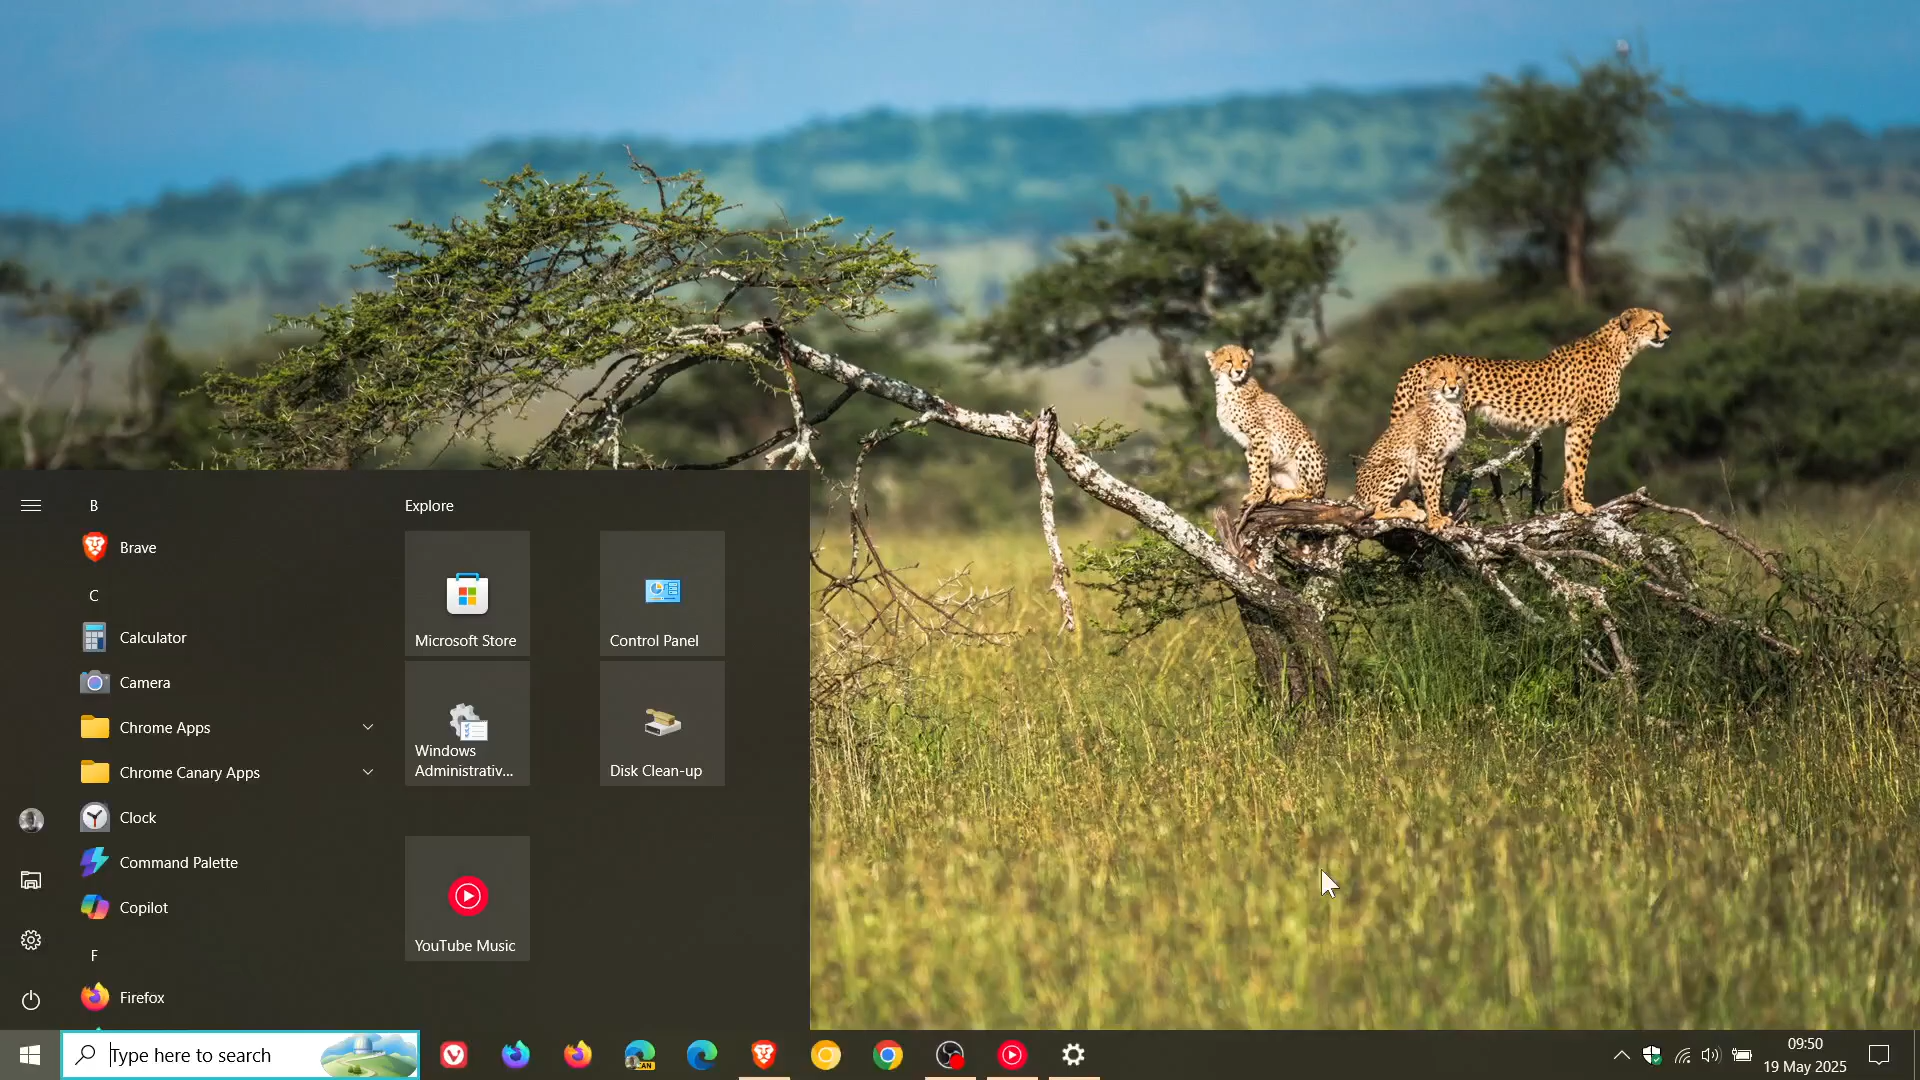 B
Brave
C
Calculator
Camera
Chrome Apps
Chrome Canary Apps
Clock
Command Palette
Copilot
F
Firefox
Explore
Microsoft Store
Control Panel
Windows
Administrativ...
Disk Clean-up
YouTube Music
Type here to search
CAN
09:50
19 May 2025